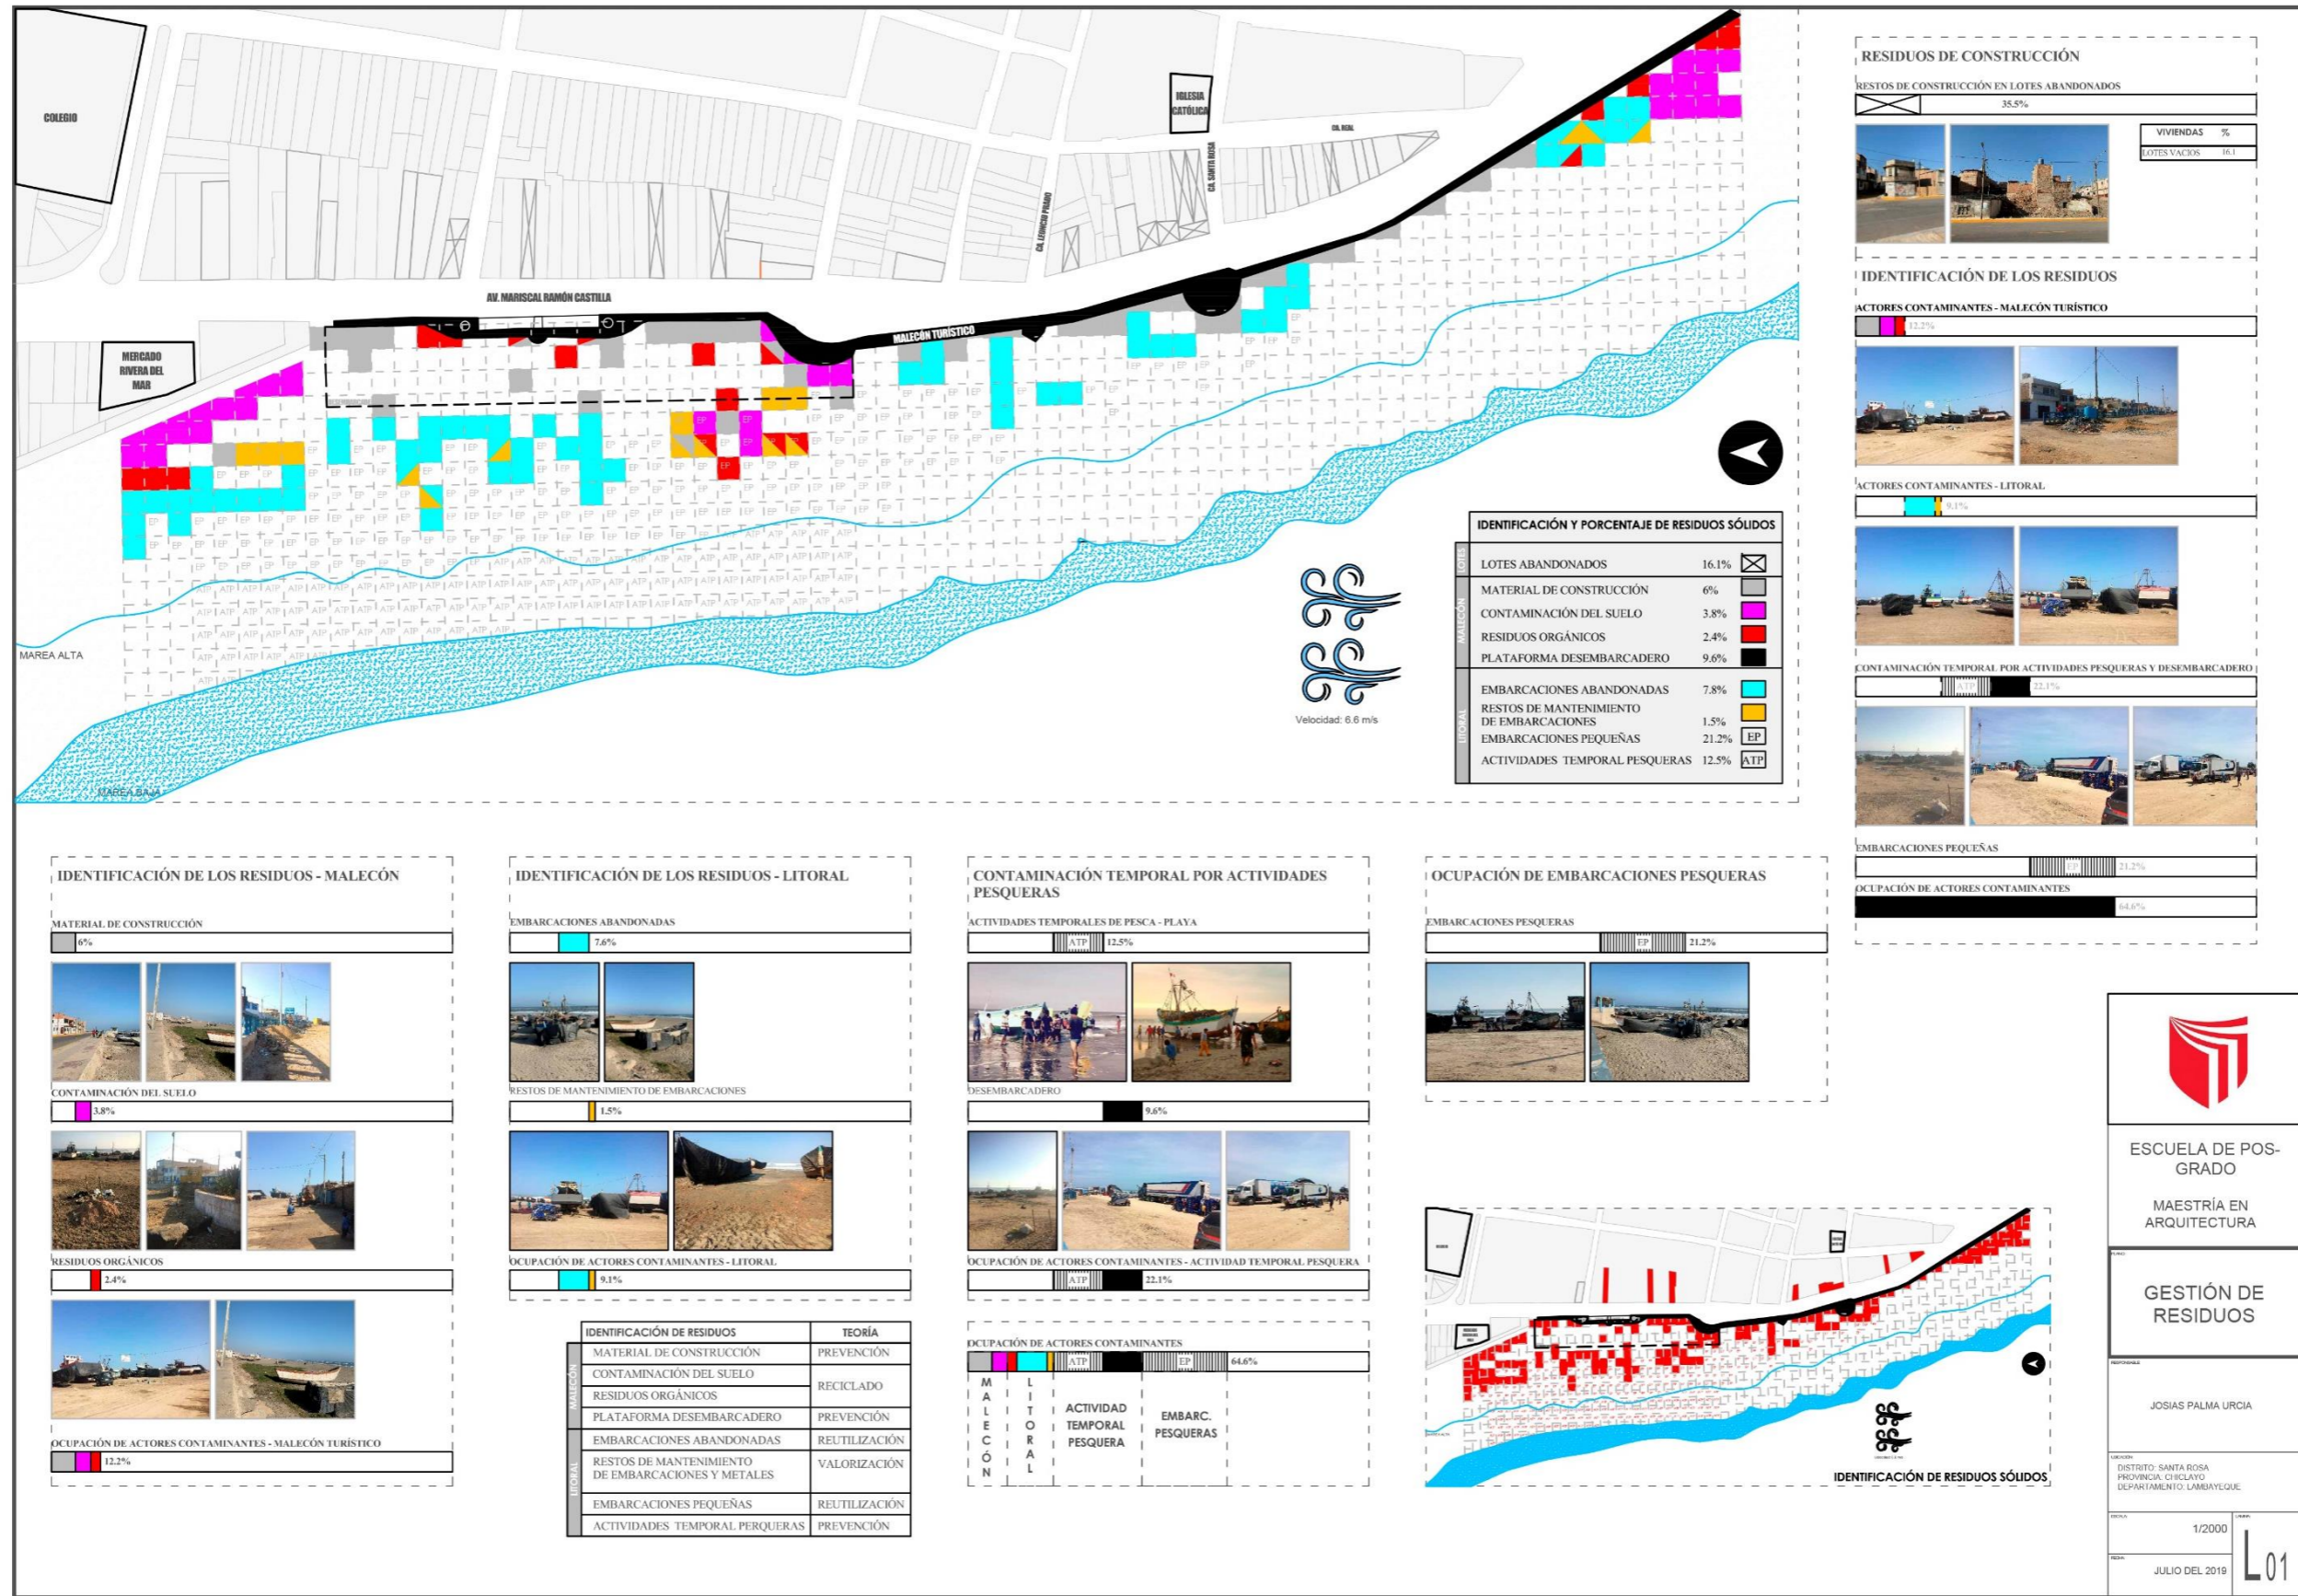 COLEGIO
IGLESIA
CATÓLICA
CA. REAL
CA. SANTA ROSA
CA. LEONCIO PRADO
AV. MARISCAL RAMÓN CASTILLA
MALECÓN TURÍSTICO
MERCADO
RIVERA DEL
MAR
MAREA ALTA
MAREA BAJA
EP
ATP
Velocidad: 6.6 m/s
IDENTIFICACIÓN Y PORCENTAJE DE RESIDUOS SÓLIDOS
LOTES
LOTES ABANDONADOS 16.1%
MALECÓN
MATERIAL DE CONSTRUCCIÓN 6%
CONTAMINACIÓN DEL SUELO 3.8%
RESIDUOS ORGÁNICOS 2.4%
PLATAFORMA DESEMBARCADERO 9.6%
LITORAL
EMBARCACIONES ABANDONADAS 7.8%
RESTOS DE MANTENIMIENTO
DE EMBARCACIONES 1.5%
EMBARCACIONES PEQUEÑAS 21.2% EP
ACTIVIDADES TEMPORAL PESQUERAS 12.5% ATP
RESIDUOS DE CONSTRUCCIÓN
RESTOS DE CONSTRUCCIÓN EN LOTES ABANDONADOS
35.5%
VIVIENDAS %
LOTES VACIOS 16.1
IDENTIFICACIÓN DE LOS RESIDUOS
ACTORES CONTAMINANTES - MALECÓN TURÍSTICO
12.2%
ACTORES CONTAMINANTES - LITORAL
9.1%
CONTAMINACIÓN TEMPORAL POR ACTIVIDADES PESQUERAS Y DESEMBARCADERO
ATP 22.1%
EMBARCACIONES PEQUEÑAS
EP 21.2%
OCUPACIÓN DE ACTORES CONTAMINANTES
64.6%
IDENTIFICACIÓN DE LOS RESIDUOS - MALECÓN
MATERIAL DE CONSTRUCCIÓN
6%
CONTAMINACIÓN DEL SUELO
3.8%
RESIDUOS ORGÁNICOS
2.4%
OCUPACIÓN DE ACTORES CONTAMINANTES - MALECÓN TURÍSTICO
12.2%
IDENTIFICACIÓN DE LOS RESIDUOS - LITORAL
EMBARCACIONES ABANDONADAS
7.6%
RESTOS DE MANTENIMIENTO DE EMBARCACIONES
1.5%
OCUPACIÓN DE ACTORES CONTAMINANTES - LITORAL
9.1%
IDENTIFICACIÓN DE RESIDUOS TEORÍA
MALECÓN
MATERIAL DE CONSTRUCCIÓN PREVENCIÓN
CONTAMINACIÓN DEL SUELO
RECICLADO
RESIDUOS ORGÁNICOS
PLATAFORMA DESEMBARCADERO PREVENCIÓN
LITORAL
EMBARCACIONES ABANDONADAS REUTILIZACIÓN
RESTOS DE MANTENIMIENTO VALORIZACIÓN
DE EMBARCACIONES Y METALES
EMBARCACIONES PEQUEÑAS REUTILIZACIÓN
ACTIVIDADES TEMPORAL PERQUERAS PREVENCIÓN
CONTAMINACIÓN TEMPORAL POR ACTIVIDADES
PESQUERAS
ACTIVIDADES TEMPORALES DE PESCA - PLAYA
ATP 12.5%
DESEMBARCADERO
9.6%
OCUPACIÓN DE ACTORES CONTAMINANTES - ACTIVIDAD TEMPORAL PESQUERA
ATP 22.1%
OCUPACIÓN DE ACTORES CONTAMINANTES
ATP EP 64.6%
MALECÓN
LITORAL
ACTIVIDAD
TEMPORAL
PESQUERA
EMBARC.
PESQUERAS
OCUPACIÓN DE EMBARCACIONES PESQUERAS
EMBARCACIONES PESQUERAS
EP 21.2%
IDENTIFICACIÓN DE RESIDUOS SÓLIDOS
ESCUELA DE POS-
GRADO
MAESTRÍA EN
ARQUITECTURA
GESTIÓN DE
RESIDUOS
JOSIAS PALMA URCIA
DISTRITO: SANTA ROSA
PROVINCIA: CHICLAYO
DEPARTAMENTO: LAMBAYEQUE
1/2000
JULIO DEL 2019
L01